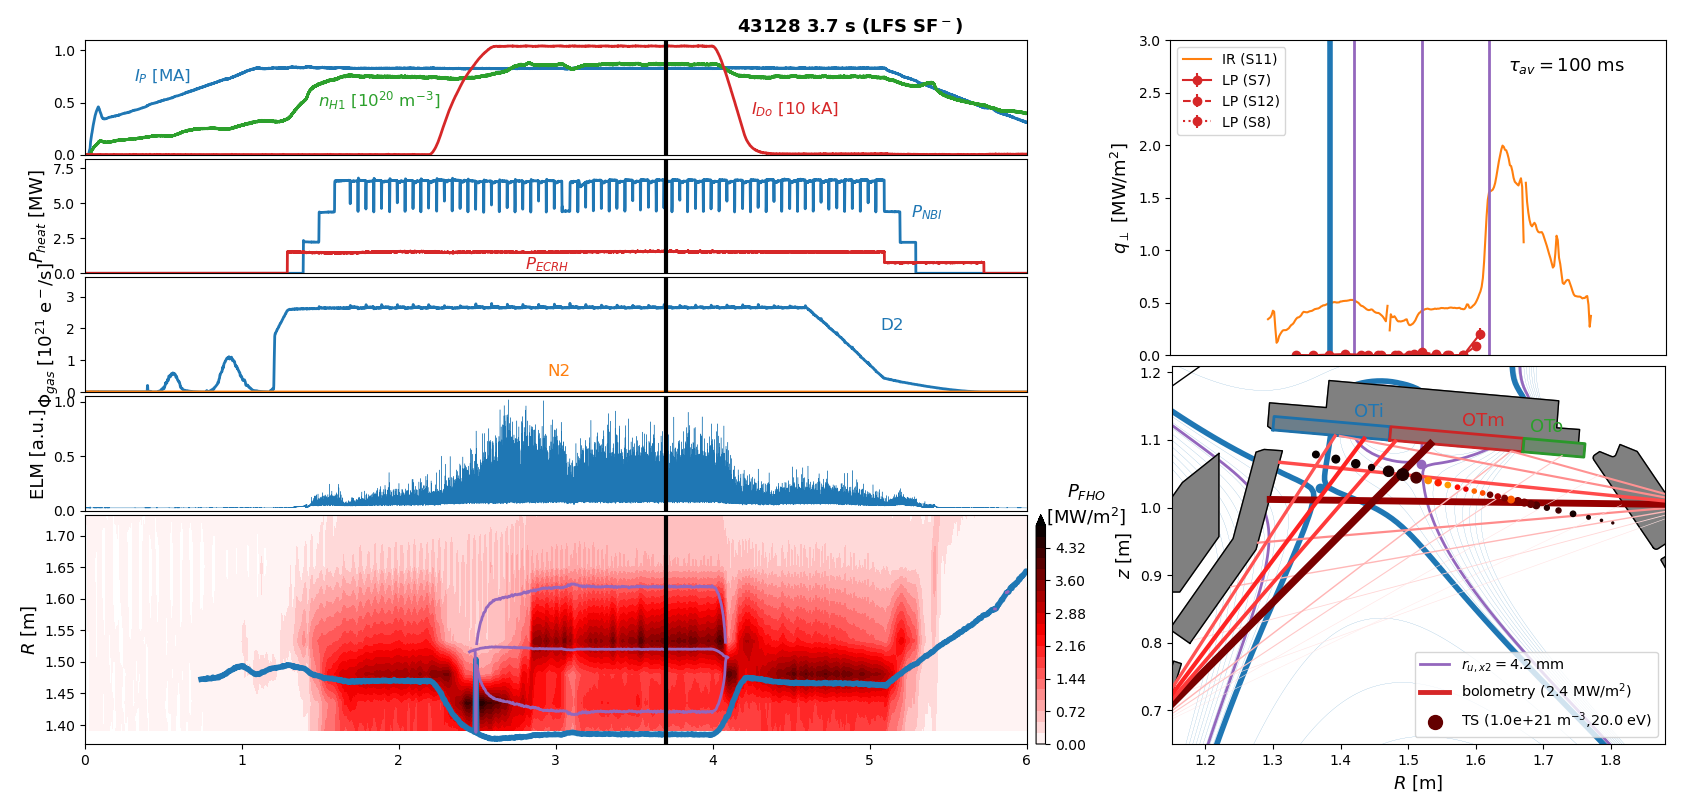 43128 3.7 s (LFS SF⁻)
1.0
0.5
0.0
I_P [MA]
n_H1 [10²⁰ m⁻³]
I_Do [10 kA]
7.5
5.0
2.5
0.0
P_heat [MW]
P_NBI
P_ECRH
3
2
1
0
Φ_gas [10²¹ e⁻/s]
D2
N2
1.0
0.5
0.0
ELM [a.u.]
1.70
1.65
1.60
1.55
1.50
1.45
1.40
R [m]
0 1 2 3 4 5 6
P_FHO
[MW/m²]
4.32
3.60
2.88
2.16
1.44
0.72
0.00
3.0
2.5
2.0
1.5
1.0
0.5
0.0
q_⊥ [MW/m²]
IR (S11)
LP (S7)
LP (S12)
LP (S8)
τ_av = 100 ms
1.2
1.1
1.0
0.9
0.8
0.7
z [m]
OTi
OTm
OTo
r_u,x2 = 4.2 mm
bolometry (2.4 MW/m²)
TS (1.0e+21 m⁻³,20.0 eV)
1.2 1.3 1.4 1.5 1.6 1.7 1.8
R [m]